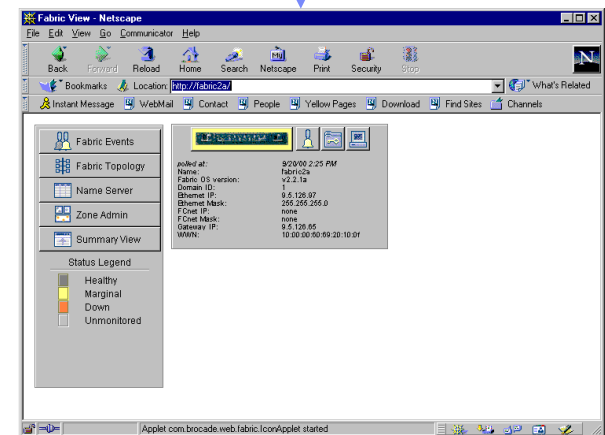 Fabric View - Netscape
File Edit View Go Communicator Help
Back Forward Reload Home Search Netscape Print Security Stop
Bookmarks Location: http://fabric2a/ What's Related
Instant Message WebMail Contact People Yellow Pages Download Find Sites Channels
Fabric Events
Fabric Topology
Name Server
Zone Admin
Summary View
Status Legend
Healthy
Marginal
Down
Unmonitored
polled at: 9/20/00 2:25 PM
Name: fabric2a
Fabric OS version: v2.2.1a
Domain ID: 1
Ethernet IP: 9.5.126.97
Ethernet Mask: 255.255.255.0
FCnet IP: none
FCnet Mask: none
Gateway IP: 9.5.126.65
WWN: 10:00:00:60:69:20:10:0f
Applet com.brocade.web.fabric.IconApplet started